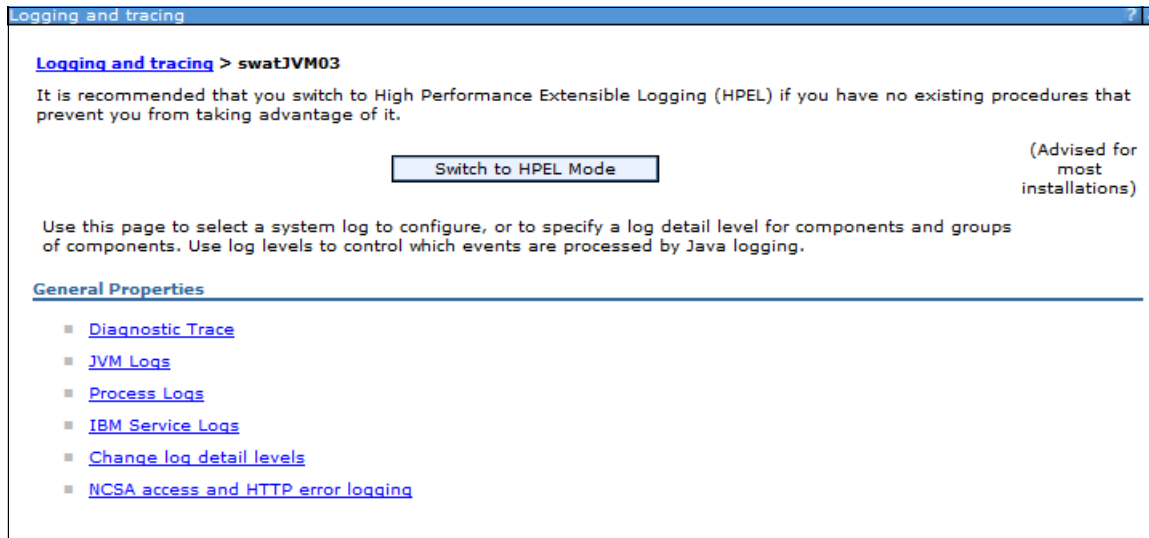 Logging and tracing ?
Logging and tracing > swatJVM03
It is recommended that you switch to High Performance Extensible Logging (HPEL) if you have no existing procedures that
prevent you from taking advantage of it.
Switch to HPEL Mode
(Advised for
most
installations)
Use this page to select a system log to configure, or to specify a log detail level for components and groups
of components. Use log levels to control which events are processed by Java logging.
General Properties
Diagnostic Trace
JVM Logs
Process Logs
IBM Service Logs
Change log detail levels
NCSA access and HTTP error logging